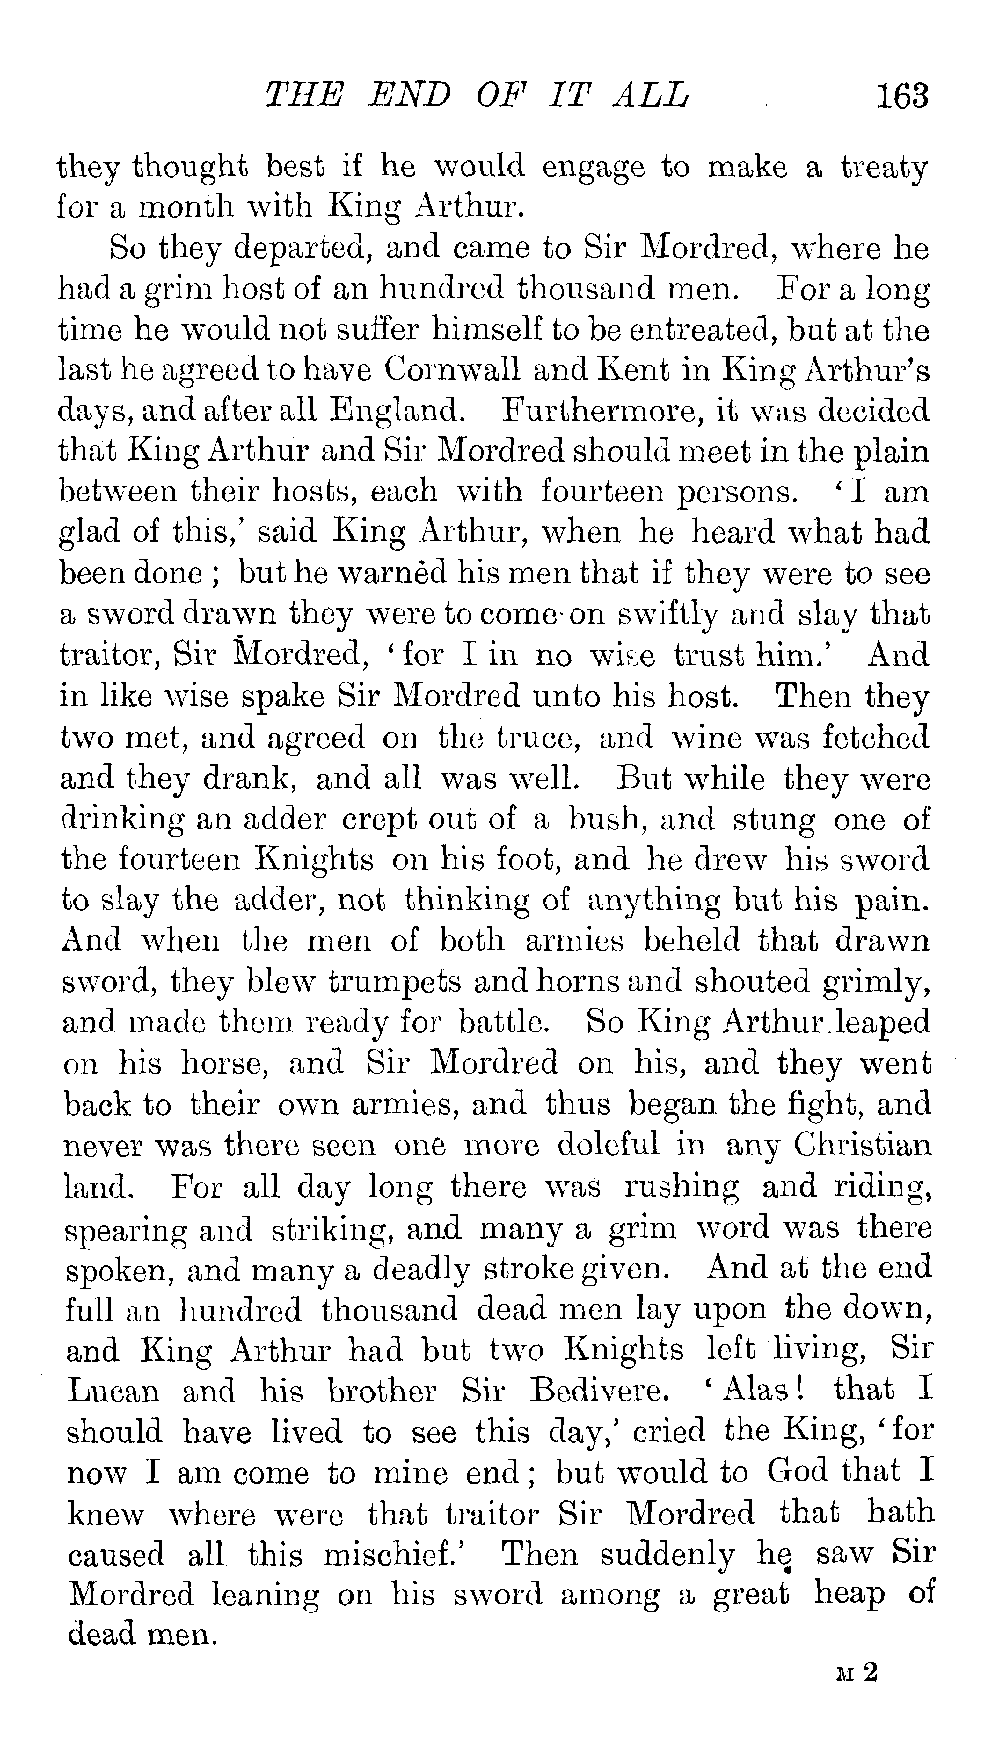 THE END OF IT ALL 163
they thought best if he would engage to make a treaty
for a month with King Arthur.
So they departed, and came to Sir Mordred, where he
had a grim host of an hundred thousand men. For a long
time he would not suffer himself to be entreated, but at the
last he agreed to have Cornwall and Kent in King Arthur's
days, and after all England. Furthermore, it was decided
that King Arthur and Sir Mordred should meet in the plain
between their hosts, each with fourteen persons. ‘I am
glad of this,’ said King Arthur, when he heard what had
been done; but he warned his men that if they were to see
a sword drawn they were to come on swiftly and slay that
traitor, Sir Mordred, ‘for I in no wise trust him.’ And
in like wise spake Sir Mordred unto his host. Then they
two met, and agreed on the truce, and wine was fetched
and they drank, and all was well. But while they were
drinking an adder crept out of a bush, and stung one of
the fourteen Knights on his foot, and he drew his sword
to slay the adder, not thinking of anything but his pain.
And when the men of both armies beheld that drawn
sword, they blew trumpets and horns and shouted grimly,
and made them ready for battle. So King Arthur leaped
on his horse, and Sir Mordred on his, and they went
back to their own armies, and thus began the fight, and
never was there seen one more doleful in any Christian
land. For all day long there was rushing and riding,
spearing and striking, and many a grim word was there
spoken, and many a deadly stroke given. And at the end
full an hundred thousand dead men lay upon the down,
and King Arthur had but two Knights left living, Sir
Lucan and his brother Sir Bedivere. ‘Alas! that I
should have lived to see this day,’ cried the King, ‘for
now I am come to mine end; but would to God that I
knew where were that traitor Sir Mordred that hath
caused all this mischief.’ Then suddenly he saw Sir
Mordred leaning on his sword among a great heap of
dead men.
M 2